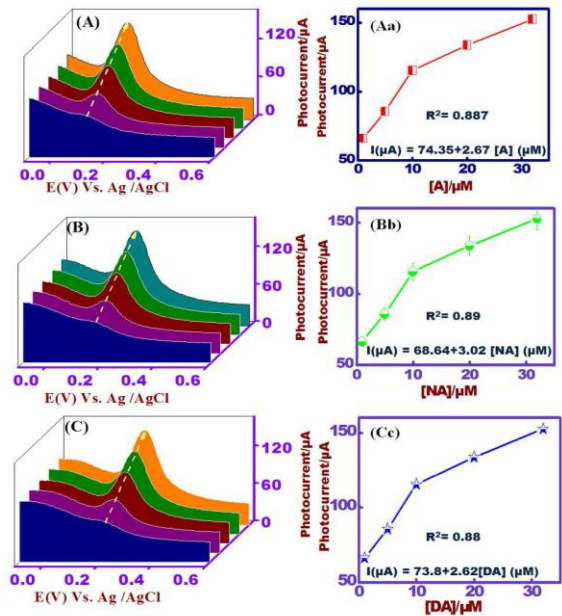 (A)
120
60
0
Photocurrent/µA
0.0 0.2 0.4 0.6
E(V) Vs. Ag /AgCl
(Aa)
150
100
50
Photocurrent/µA
R²= 0.887
I(µA) = 74.35+2.67 [A] (µM)
0 10 20 30
[A]/µM
(B)
120
60
0
Photocurrent/µA
0.0 0.2 0.4 0.6
E(V) Vs. Ag /AgCl
(Bb)
150
100
50
Photocurrent/µA
R²= 0.89
I(µA) = 68.64+3.02 [NA] (µM)
0 10 20 30
[NA]/µM
(C)
120
60
0
Photocurrent/µA
0.0 0.2 0.4 0.6
E(V) Vs. Ag /AgCl
(Cc)
150
100
50
Photocurrent/µA
R²= 0.88
I(µA) = 73.8+2.62[DA] (µM)
0 10 20 30
[DA]/µM